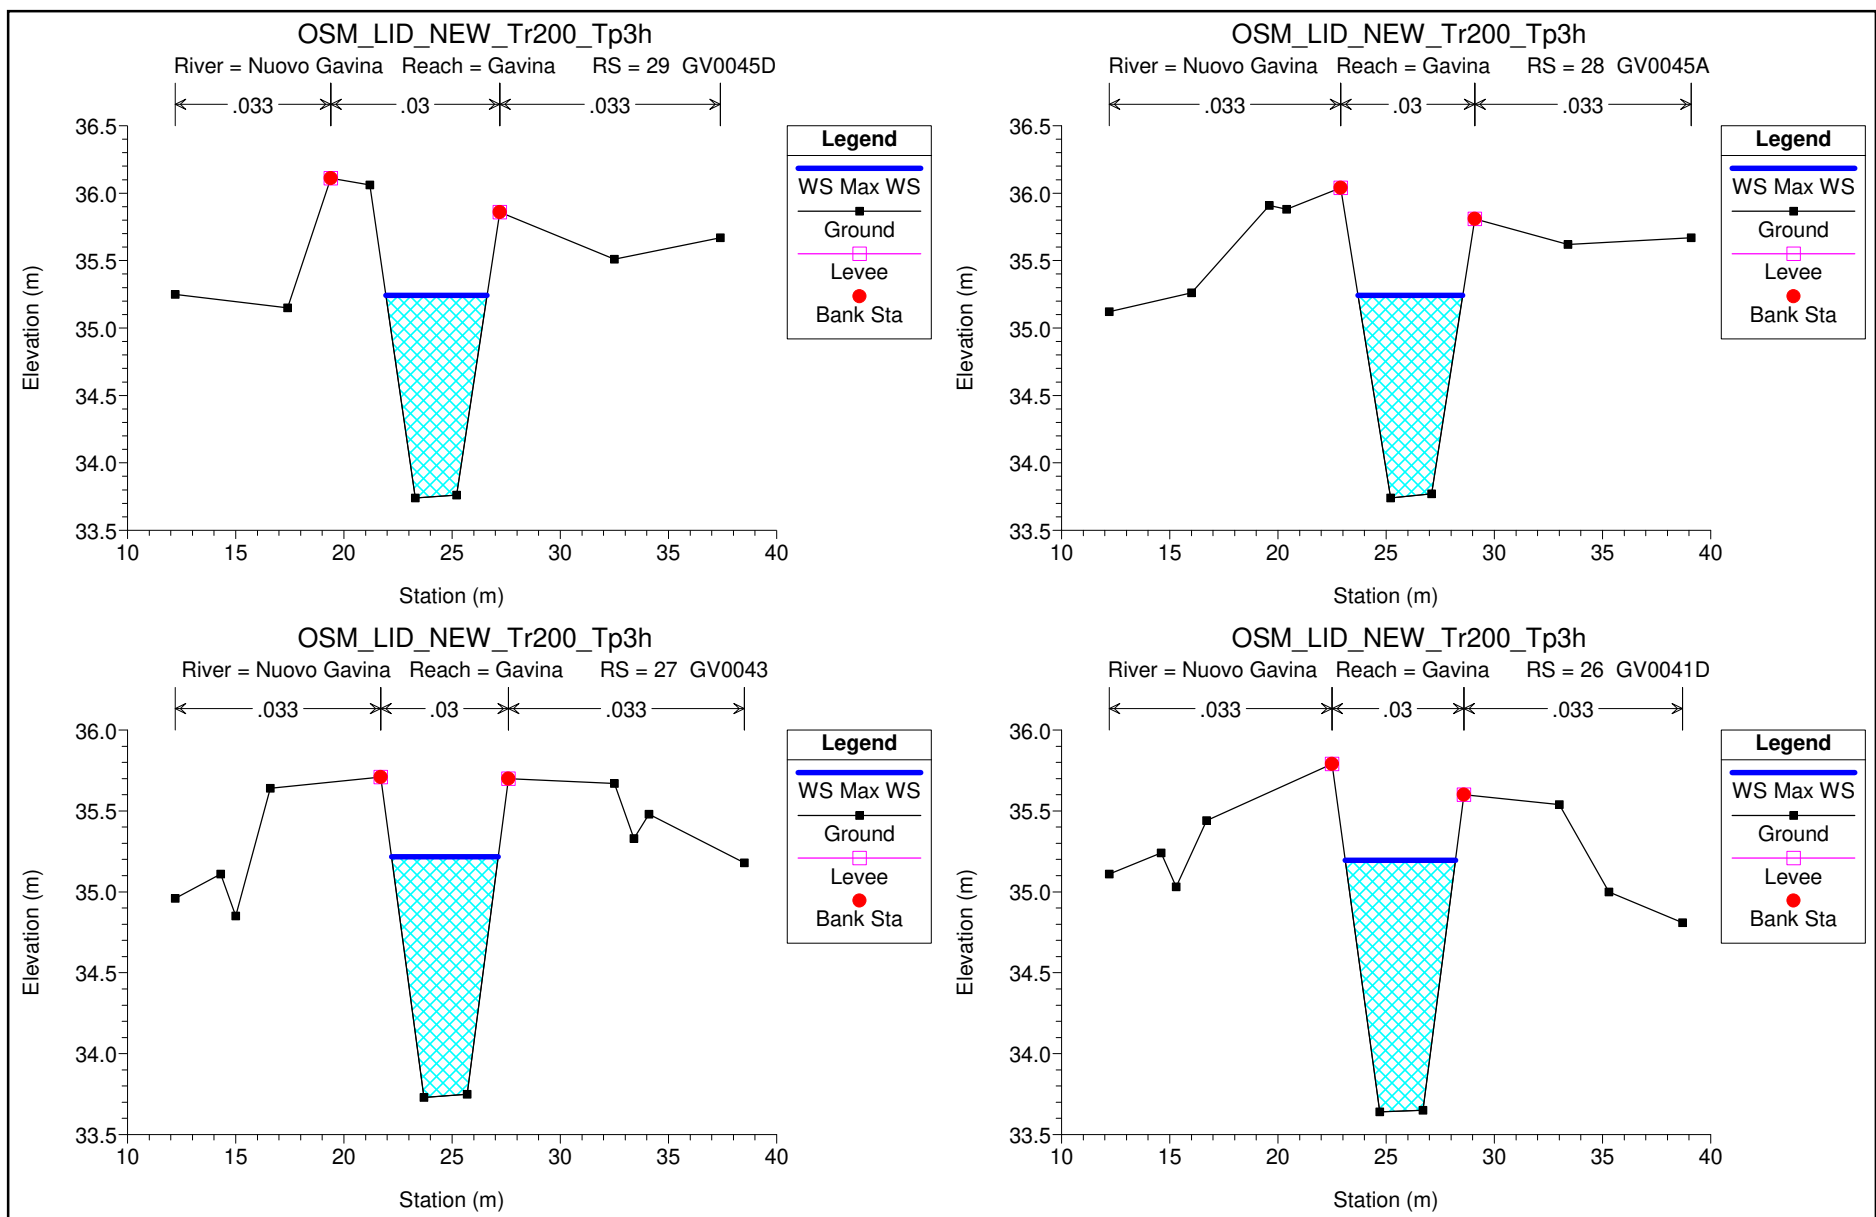 OSM_LID_NEW_Tr200_Tp3h
River = Nuovo Gavina Reach = Gavina RS = 29 GV0045D
.033 .03 .033
36.5
36.0
35.5
35.0
34.5
34.0
33.5
Elevation (m)
10 15 20 25 30 35 40
Station (m)
Legend
WS Max WS
Ground
Levee
Bank Sta
OSM_LID_NEW_Tr200_Tp3h
River = Nuovo Gavina Reach = Gavina RS = 28 GV0045A
.033 .03 .033
36.5
36.0
35.5
35.0
34.5
34.0
33.5
Elevation (m)
10 15 20 25 30 35 40
Station (m)
Legend
WS Max WS
Ground
Levee
Bank Sta
OSM_LID_NEW_Tr200_Tp3h
River = Nuovo Gavina Reach = Gavina RS = 27 GV0043
.033 .03 .033
36.0
35.5
35.0
34.5
34.0
33.5
Elevation (m)
10 15 20 25 30 35 40
Station (m)
Legend
WS Max WS
Ground
Levee
Bank Sta
OSM_LID_NEW_Tr200_Tp3h
River = Nuovo Gavina Reach = Gavina RS = 26 GV0041D
.033 .03 .033
36.0
35.5
35.0
34.5
34.0
33.5
Elevation (m)
10 15 20 25 30 35 40
Station (m)
Legend
WS Max WS
Ground
Levee
Bank Sta